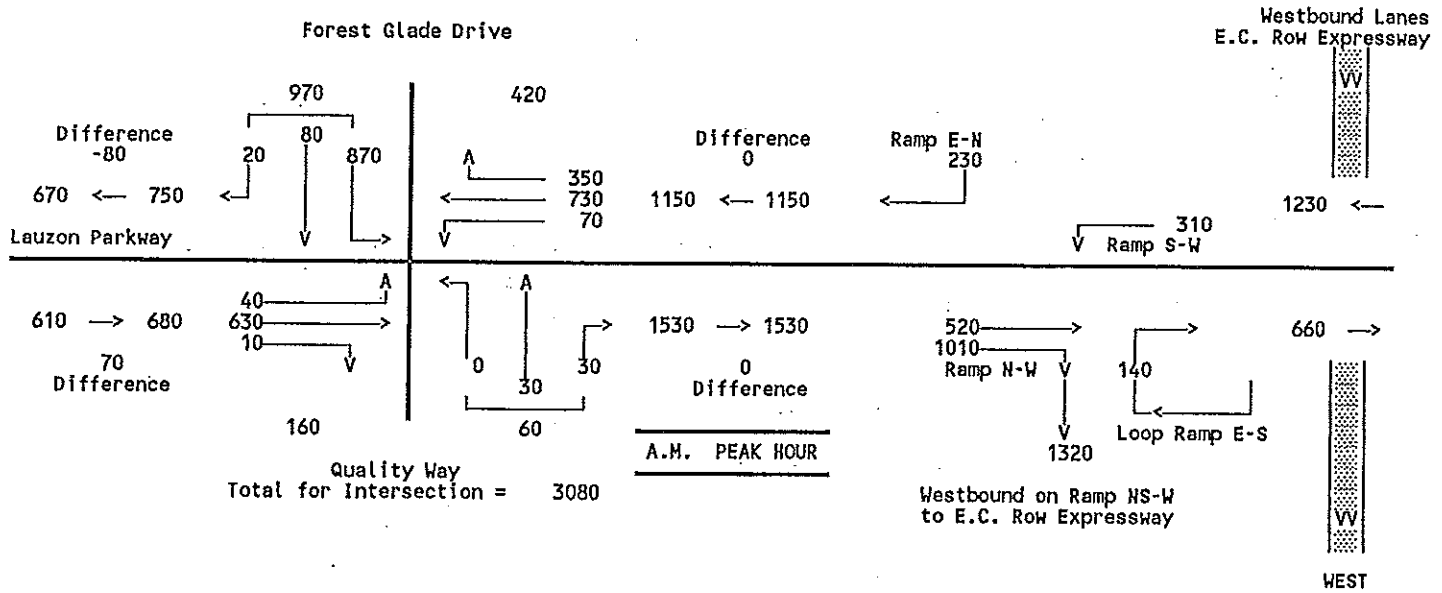 Westbound Lanes
E.C. Row Expressway
Forest Glade Drive
VV
970
420
Difference
-80
80
20
870
A
Difference
0
Ramp E-N
230
350
670 <— 750 <
730
1150 <— 1150
1230 <—
70
310
Lauzon Parkway
V
>
V
V
Ramp S-W
A
40
<
A
610 —> 680
630
>
>
1530 —> 1530
520
>
>
660 —>
10
1010
70
Difference
V
0
30
30
0
Difference
Ramp N-W
V
140
160
60
V
<
Loop Ramp E-S
A.M. PEAK HOUR
1320
Quality Way
Total for Intersection = 3080
Westbound on Ramp NS-W
to E.C. Row Expressway
VV
WEST